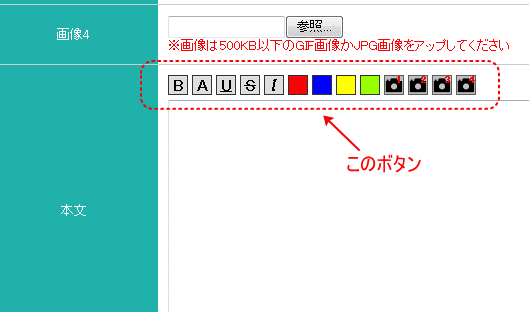 画像4
参照...
※画像は500KB以下のGIF画像かJPG画像をアップしてください
B A U S I 1 2 3 4
このボタン
本文